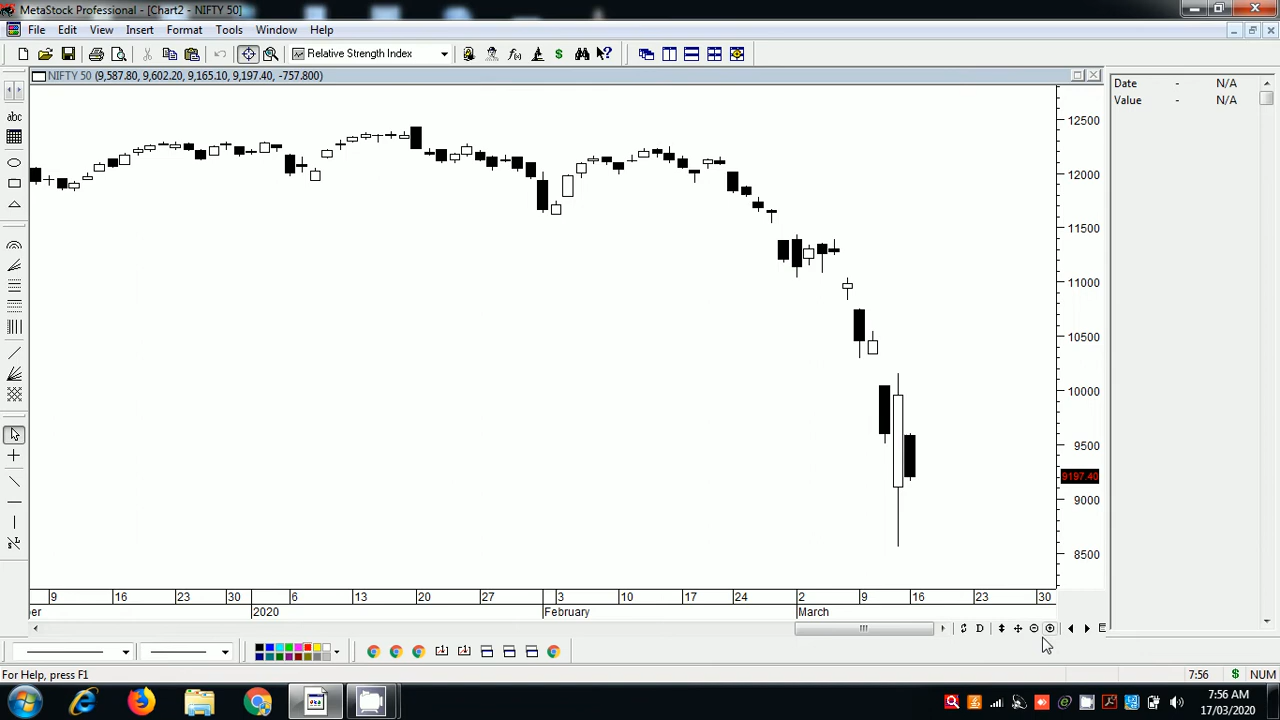 MetaStock Professional - [Chart2 - NIFTY 50]
File Edit View Insert Format Tools Window Help
Relative Strength Index
NIFTY 50 (9,587.80, 9,602.20, 9,165.10, 9,197.40, -757.800)
Date - N/A
Value - N/A
abc
12500
12000
11500
11000
10500
10000
9500
9197.40
9000
8500
9 16 23 30 6 13 20 27 3 10 17 24 2 9 16 23 30
er 2020 February March
D
For Help, press F1
7:56 $ NUM
7:56 AM
17/03/2020